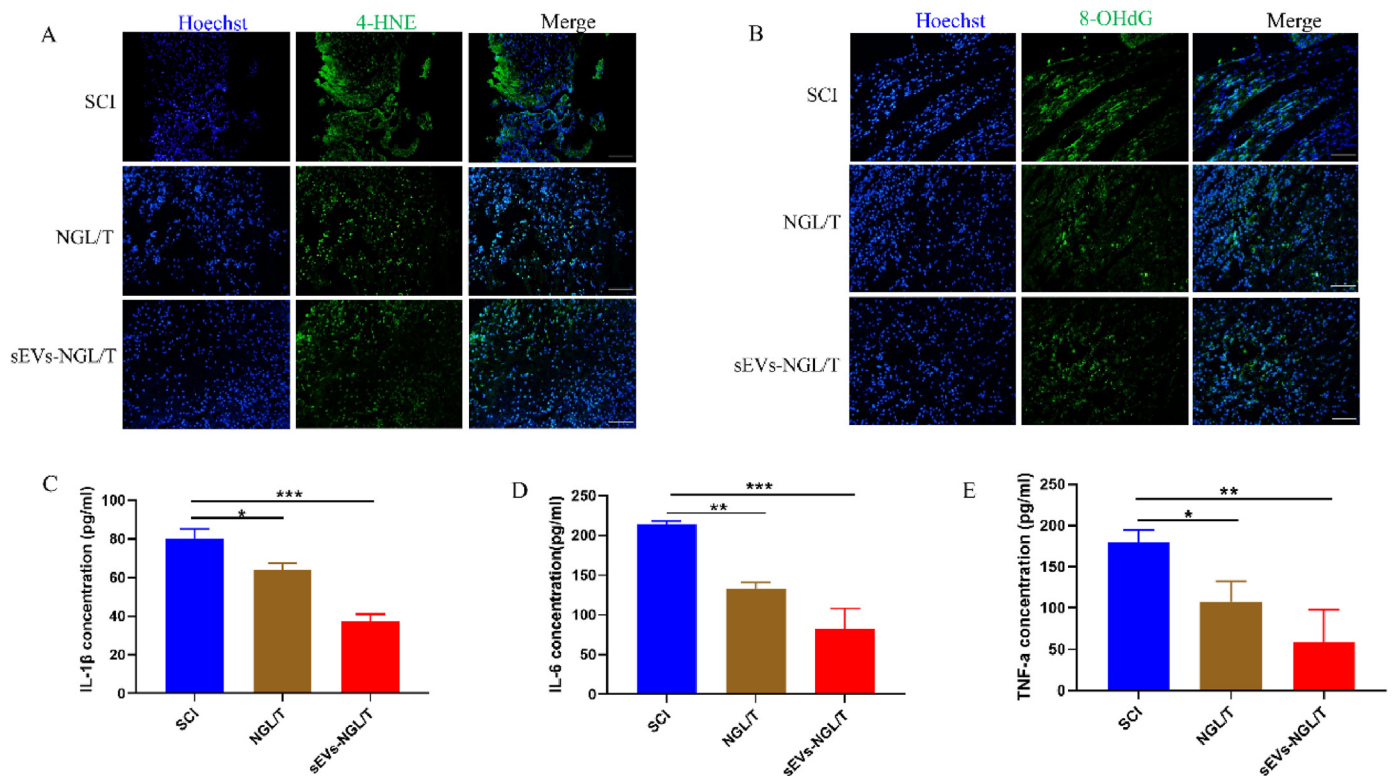 A
Hoechst
4-HNE
Merge
SCI
NGL/T
sEVs-NGL/T
B
Hoechst
8-OHdG
Merge
SCI
NGL/T
sEVs-NGL/T
C
IL-1β concentration (pg/ml)
100
80
60
40
20
0
***
*
SCI
NGL/T
sEVs-NGL/T
D
IL-6 concentration(pg/ml)
250
200
150
100
50
0
***
**
SCI
NGL/T
sEVs-NGL/T
E
TNF-a concentration (pg/ml)
250
200
150
100
50
0
**
*
SCI
NGL/T
sEVs-NGL/T